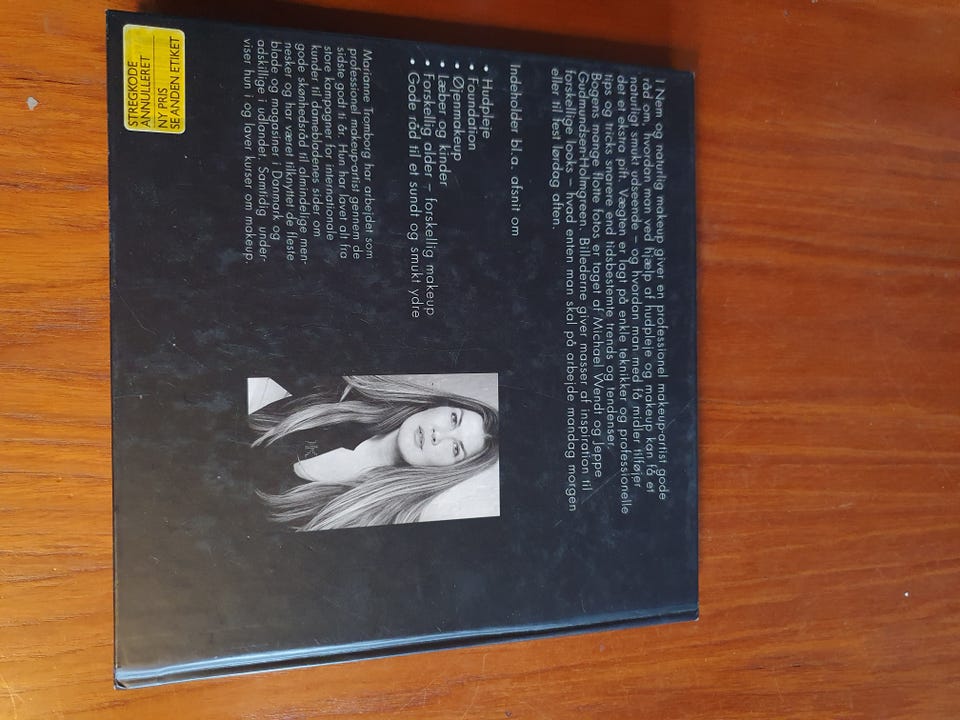 I Nem og naturlig makeup giver en professionel makeup-artist gode
råd om, hvordan man ved hjælp af hudpleje og makeup kan få et
naturligt smukt udseende – og hvordan man med få midler tilføjer
det et ekstra pift. Vægten er lagt på enkle teknikker og professionelle
tips og tricks snarere end tidsbestemte trends og tendenser.
Bogens mange flotte fotos er taget af Michael Wendt og Jeppe
Gudmundsen-Holmgreen. Billederne giver masser af inspiration til
forskellige looks – hvad enten man skal på arbejde mandag morgen
eller til fest lørdag aften.
Indeholder bl.a. afsnit om
• Hudpleje
• Foundation
• Øjenmakeup
• Læber og kinder
• Forskellig alder – forskellig makeup
• Gode råd til et sundt og smukt ydre
Marianne Tromborg har arbejdet som
professionel makeup-artist gennem de
sidste godt ti år. Hun har lavet alt fra
store kampagner for internationale
kunder til damebladenes sider om
gode skønhedsråd til almindelige men-
nesker og har været tilknyttet de fleste
blade og magasiner i Danmark og
adskillige i udlandet. Samtidig under-
viser hun i og laver kurser om makeup.
STREGKODE
ANNULLERET
NY PRIS
SE ANDEN ETIKET